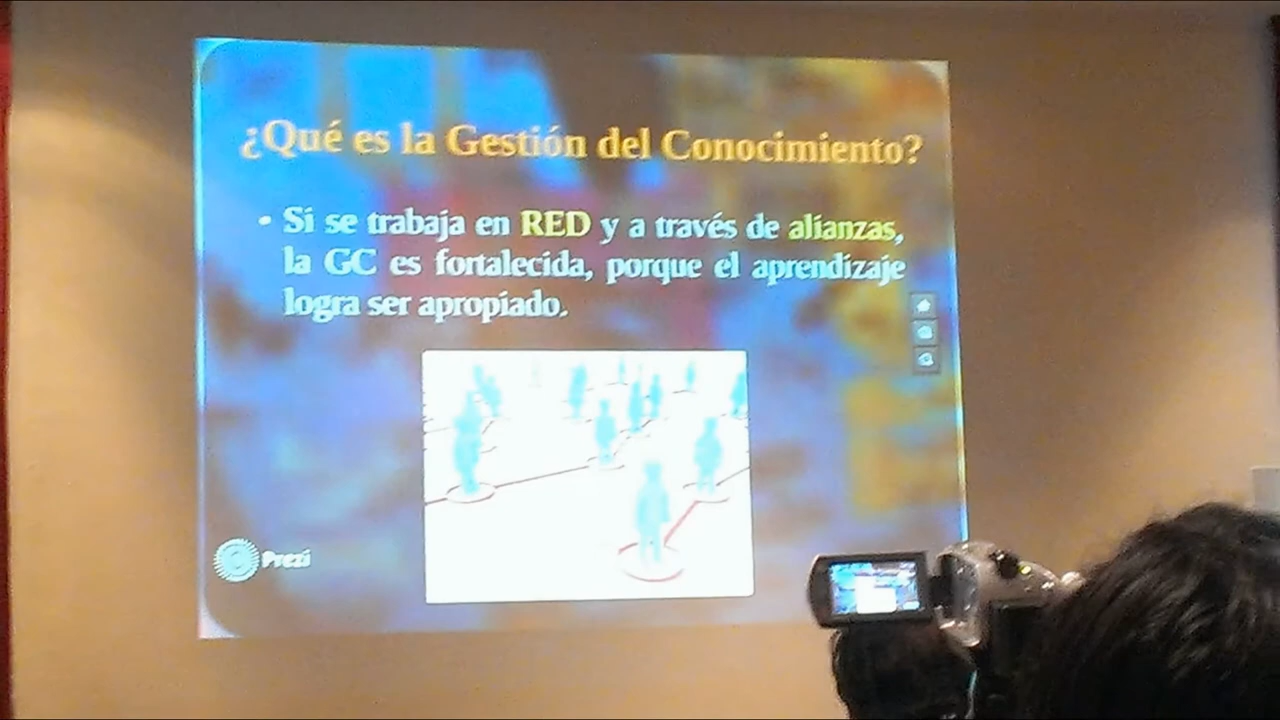 ¿Qué es la Gestión del Conocimiento?
• Si se trabaja en RED y a través de alianzas,
la GC es fortalecida, porque el aprendizaje
logra ser apropiado.
Prezi